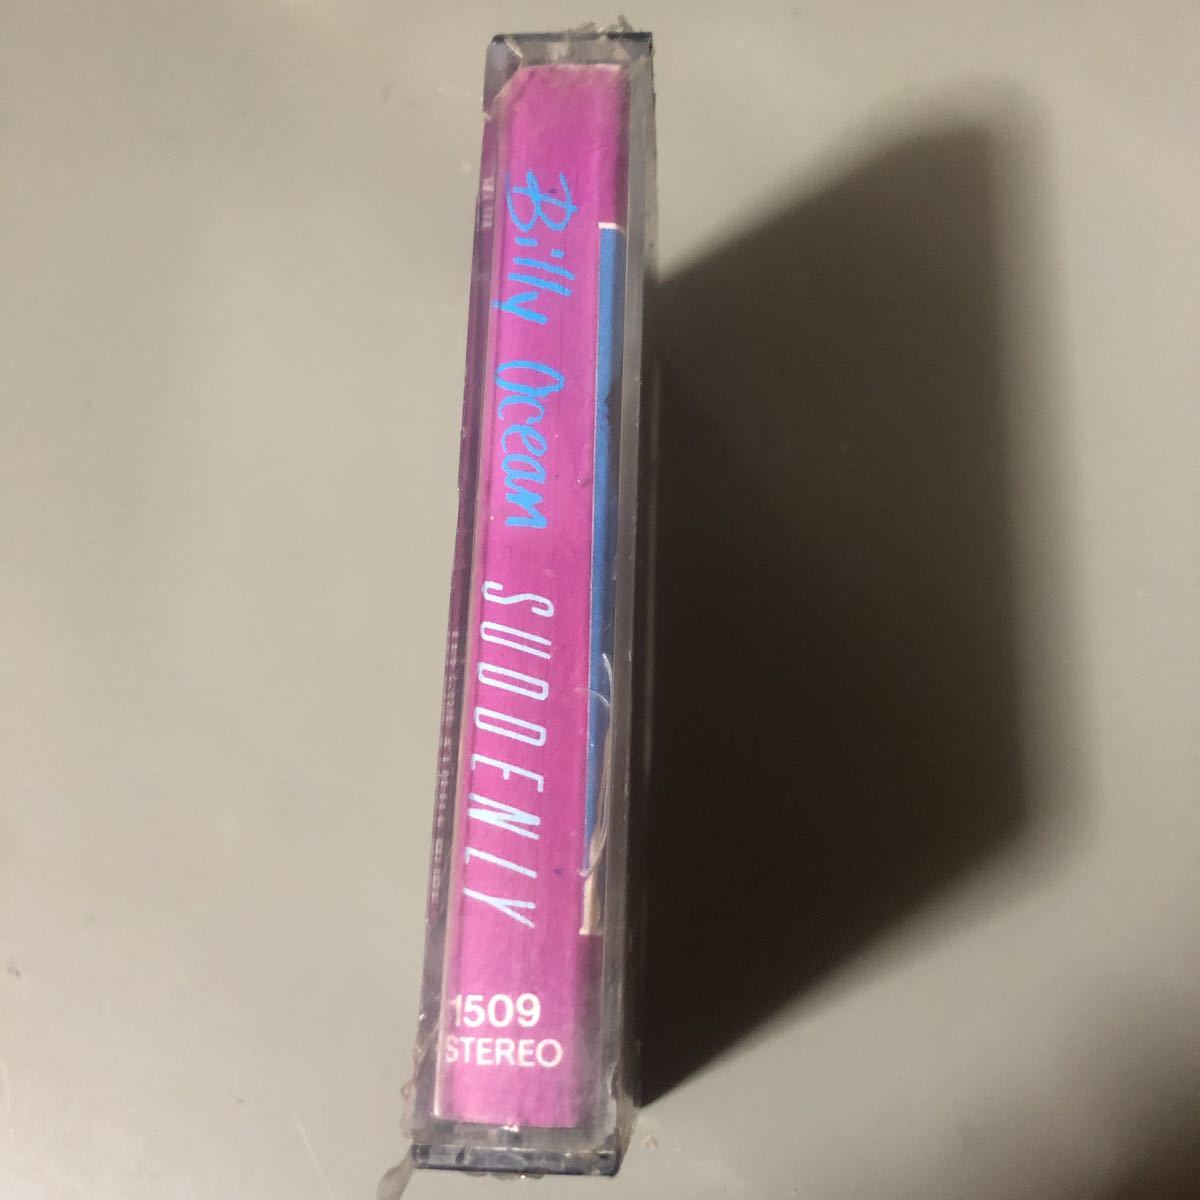 Billy Ocean SUDDENLY
1509
STEREO